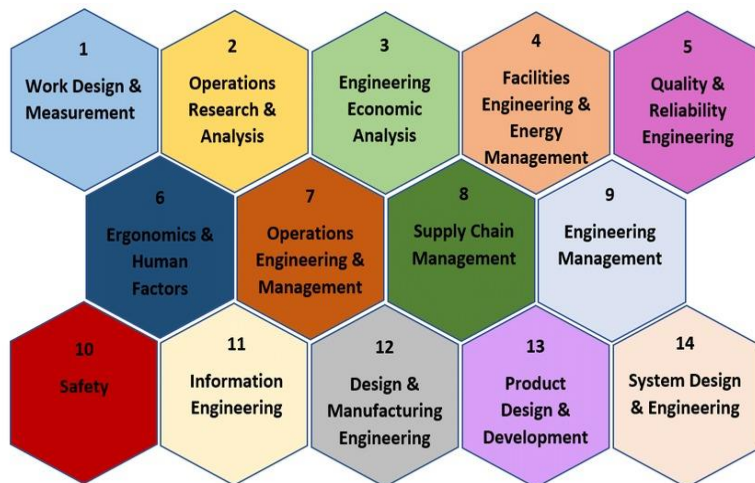 1
Work Design &
Measurement
2
Operations
Research &
Analysis
3
Engineering
Economic
Analysis
4
Facilities
Engineering &
Energy
Management
5
Quality &
Reliability
Engineering
6
Ergonomics &
Human
Factors
7
Operations
Engineering &
Management
8
Supply Chain
Management
9
Engineering
Management
10
Safety
11
Information
Engineering
12
Design &
Manufacturing
Engineering
13
Product
Design &
Development
14
System Design
& Engineering